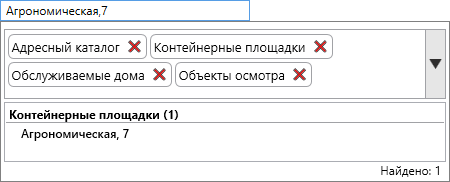 Агрономическая,7
Адресный каталог Контейнерные площадки
Обслуживаемые дома Объекты осмотра
Контейнерные площадки (1)
Агрономическая, 7
Найдено: 1